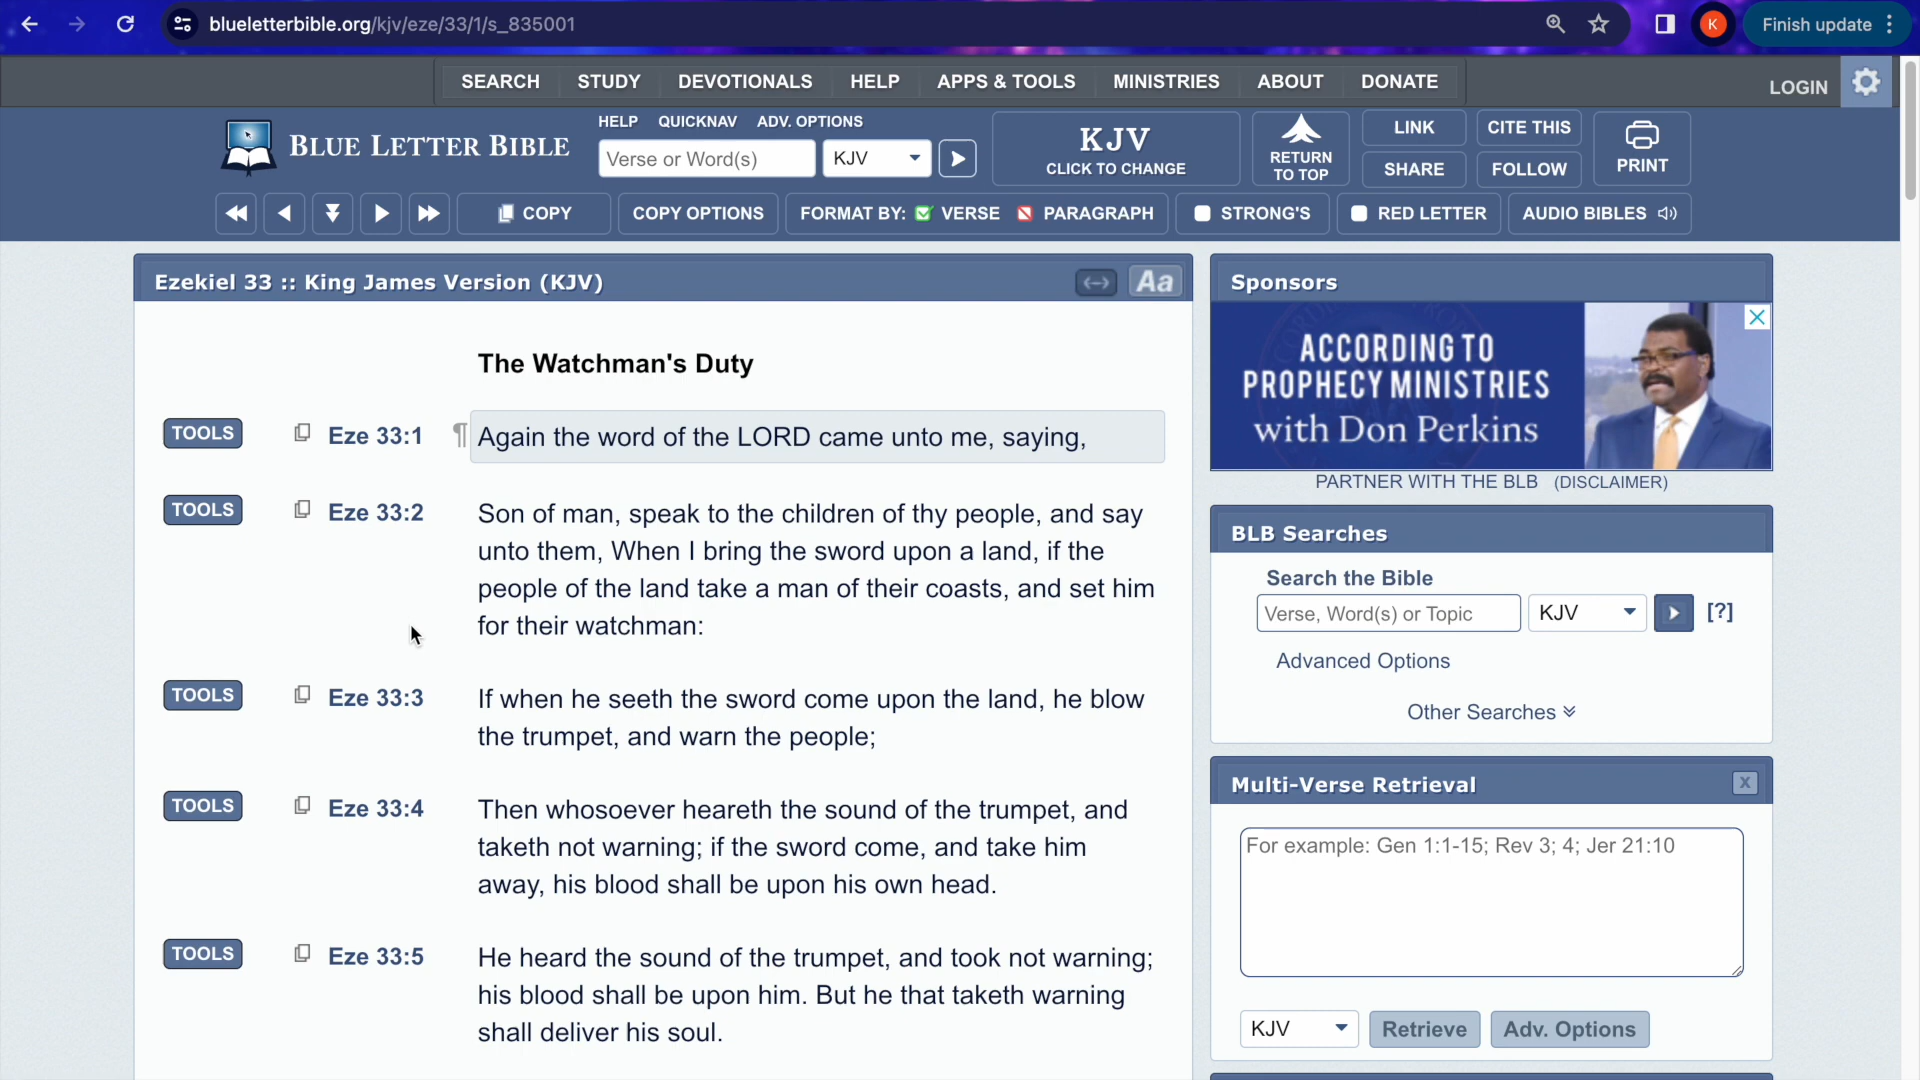 blueletterbible.org/kjv/eze/33/1/s_835001
K
Finish update
SEARCH STUDY DEVOTIONALS HELP APPS & TOOLS MINISTRIES ABOUT DONATE
LOGIN
BLUE LETTER BIBLE
HELP QUICKNAV ADV. OPTIONS
Verse or Word(s)
KJV
KJV
CLICK TO CHANGE
RETURN
TO TOP
LINK
CITE THIS
SHARE
FOLLOW
PRINT
COPY
COPY OPTIONS
FORMAT BY: VERSE PARAGRAPH
STRONG'S
RED LETTER
AUDIO BIBLES
Ezekiel 33 :: King James Version (KJV)
Aa
The Watchman's Duty
TOOLS Eze 33:1 ¶ Again the word of the LORD came unto me, saying,
TOOLS Eze 33:2 Son of man, speak to the children of thy people, and say
unto them, When I bring the sword upon a land, if the
people of the land take a man of their coasts, and set him
for their watchman:
TOOLS Eze 33:3 If when he seeth the sword come upon the land, he blow
the trumpet, and warn the people;
TOOLS Eze 33:4 Then whosoever heareth the sound of the trumpet, and
taketh not warning; if the sword come, and take him
away, his blood shall be upon his own head.
TOOLS Eze 33:5 He heard the sound of the trumpet, and took not warning;
his blood shall be upon him. But he that taketh warning
shall deliver his soul.
Sponsors
ACCORDING TO
PROPHECY MINISTRIES
with Don Perkins
PARTNER WITH THE BLB (DISCLAIMER)
BLB Searches
Search the Bible
Verse, Word(s) or Topic
KJV
[?]
Advanced Options
Other Searches
Multi-Verse Retrieval
X
For example: Gen 1:1-15; Rev 3; 4; Jer 21:10
KJV
Retrieve
Adv. Options